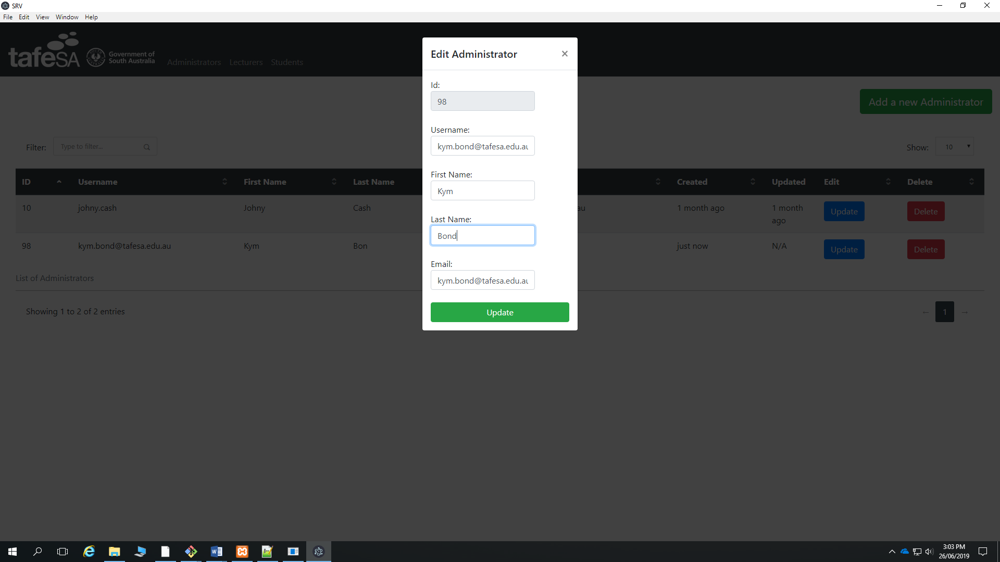 SRV
File Edit View Window Help
tafeSA
Government of
South Australia
Administrators Lecturers Students
Edit Administrator ×
Id:
98
Username:
kym.bond@tafesa.edu.au
First Name:
Kym
Last Name:
Bond
Email:
kym.bond@tafesa.edu.au
Update
Add a new Administrator
Filter: Type to filter... Show: 10
ID Username First Name Last Name Created Updated Edit Delete
10 johny.cash Johny Cash au 1 month ago 1 month ago Update Delete
98 kym.bond@tafesa.edu.au Kym Bon just now N/A Update Delete
List of Administrators
Showing 1 to 2 of 2 entries ← 1 →
3:03 PM
26/06/2019